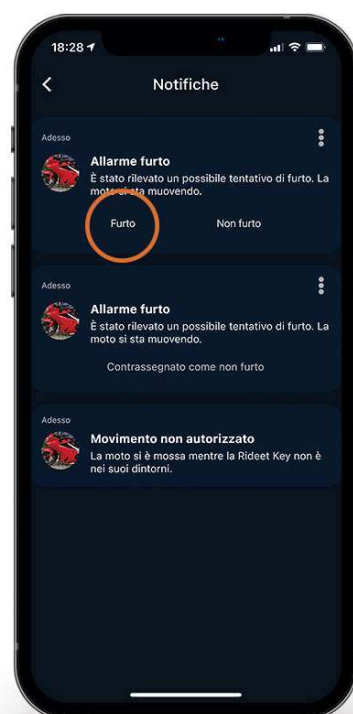 18:28
Notifiche
Adesso
Allarme furto
È stato rilevato un possibile tentativo di furto. La
moto si sta muovendo.
Furto
Non furto
Adesso
Allarme furto
È stato rilevato un possibile tentativo di furto. La
moto si sta muovendo.
Contrassegnato come non furto
Adesso
Movimento non autorizzato
La moto si è mossa mentre la Rideet Key non è
nei suoi dintorni.